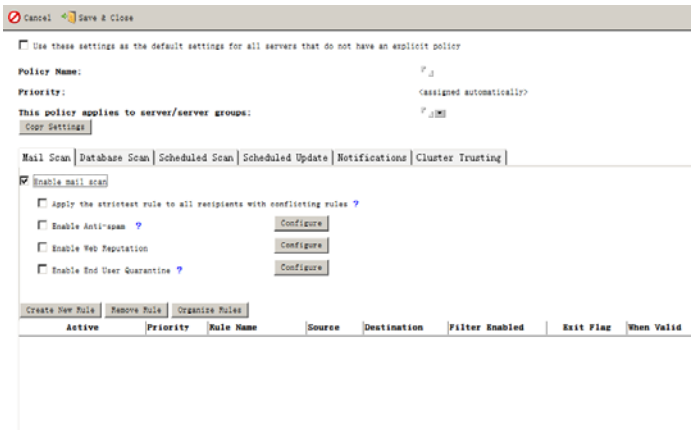 Cancel Save & Close
Use these settings as the default settings for all servers that do not have an explicit policy
Policy Name:
Priority: <assigned automatically>
This policy applies to server/server groups:
Copy Settings
Mail Scan Database Scan Scheduled Scan Scheduled Update Notifications Cluster Trusting
Enable mail scan
Apply the strictest rule to all recipients with conflicting rules ?
Enable Anti-spam ? Configure
Enable Web Reputation Configure
Enable End User Quarantine ? Configure
Create New Rule Remove Rule Organize Rules
Active Priority Rule Name Source Destination Filter Enabled Exit Flag When Valid